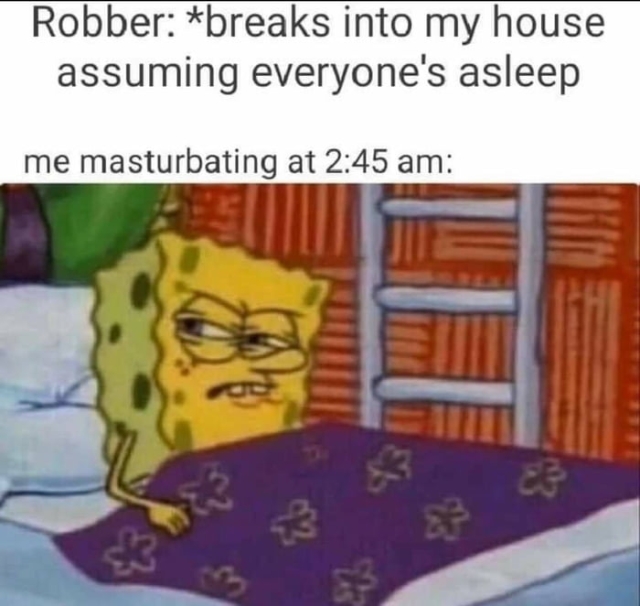 Robber: *breaks into my house
assuming everyone's asleep
me masturbating at 2:45 am: